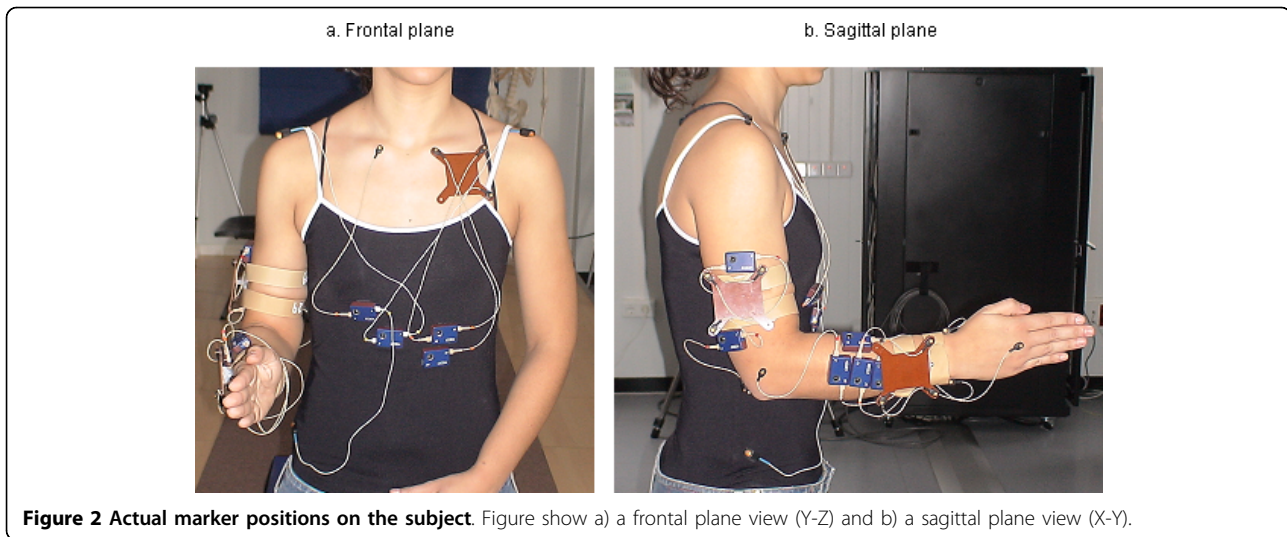 a. Frontal plane
b. Sagittal plane
Figure 2 Actual marker positions on the subject. Figure show a) a frontal plane view (Y-Z) and b) a sagittal plane view (X-Y).